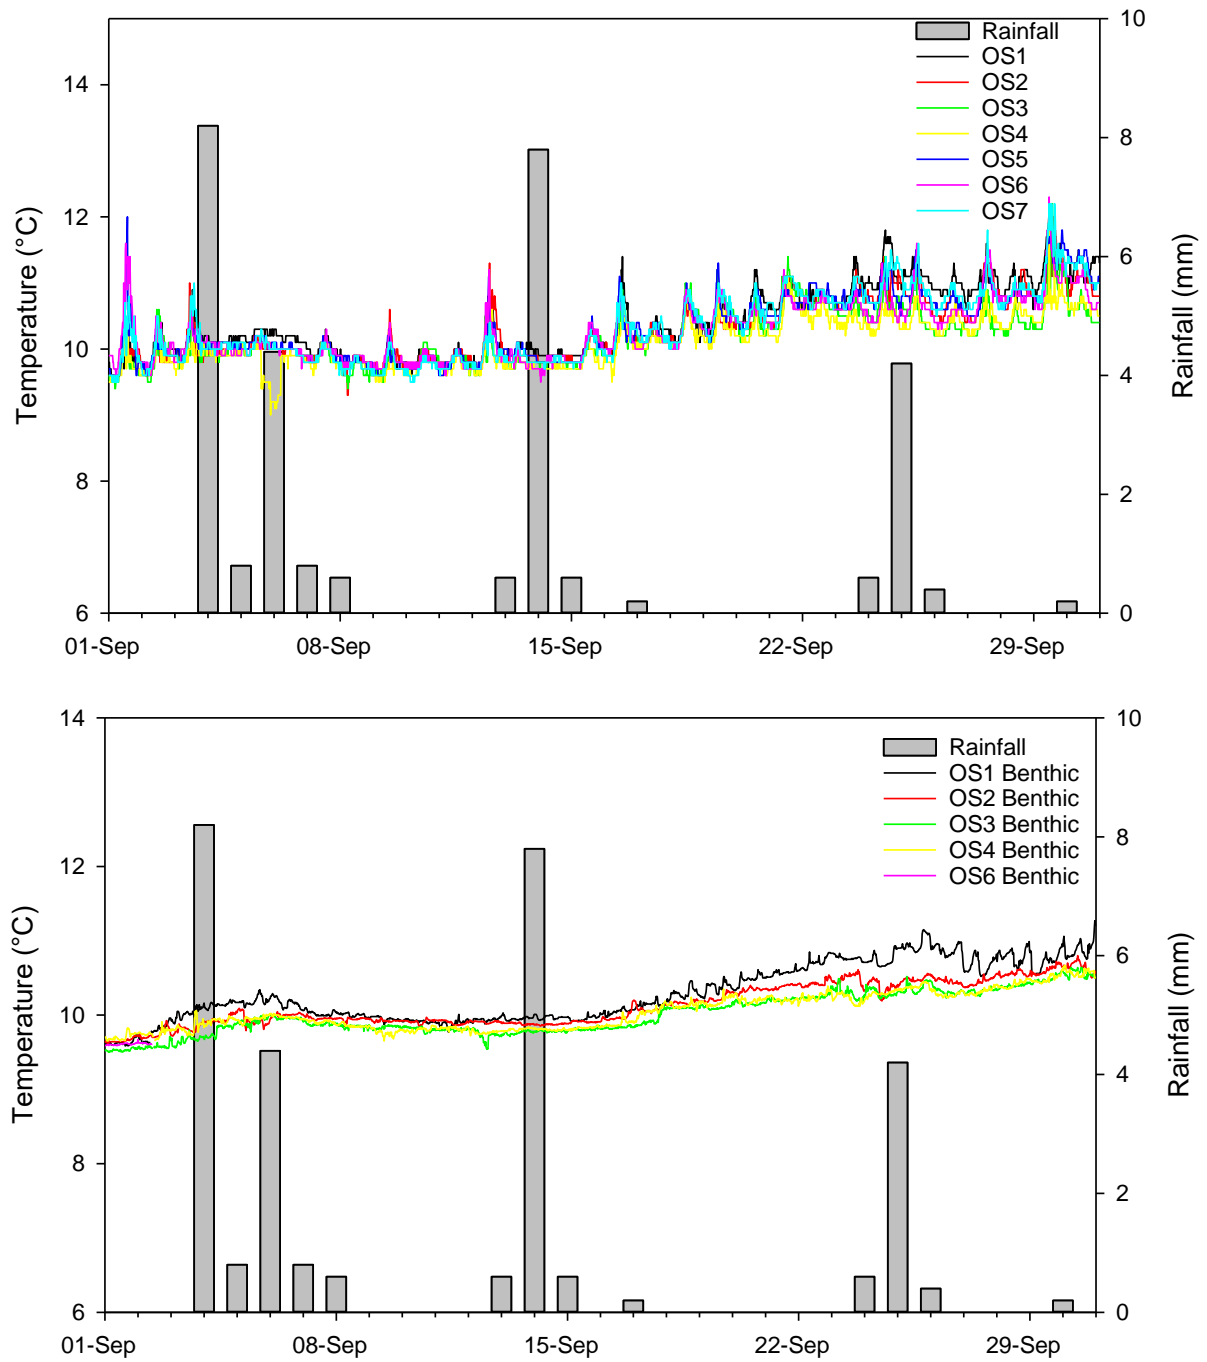 10
Rainfall
OS1
14
OS2
OS3
8
OS4
OS5
OS6
12
OS7
6
Temperature (°C)
Rainfall (mm)
10
4
8
2
6
0
01-Sep 08-Sep 15-Sep 22-Sep 29-Sep
14
10
Rainfall
OS1 Benthic
OS2 Benthic
OS3 Benthic
8
12
OS4 Benthic
OS6 Benthic
6
Temperature (°C)
Rainfall (mm)
10
4
8
2
6
0
01-Sep 08-Sep 15-Sep 22-Sep 29-Sep